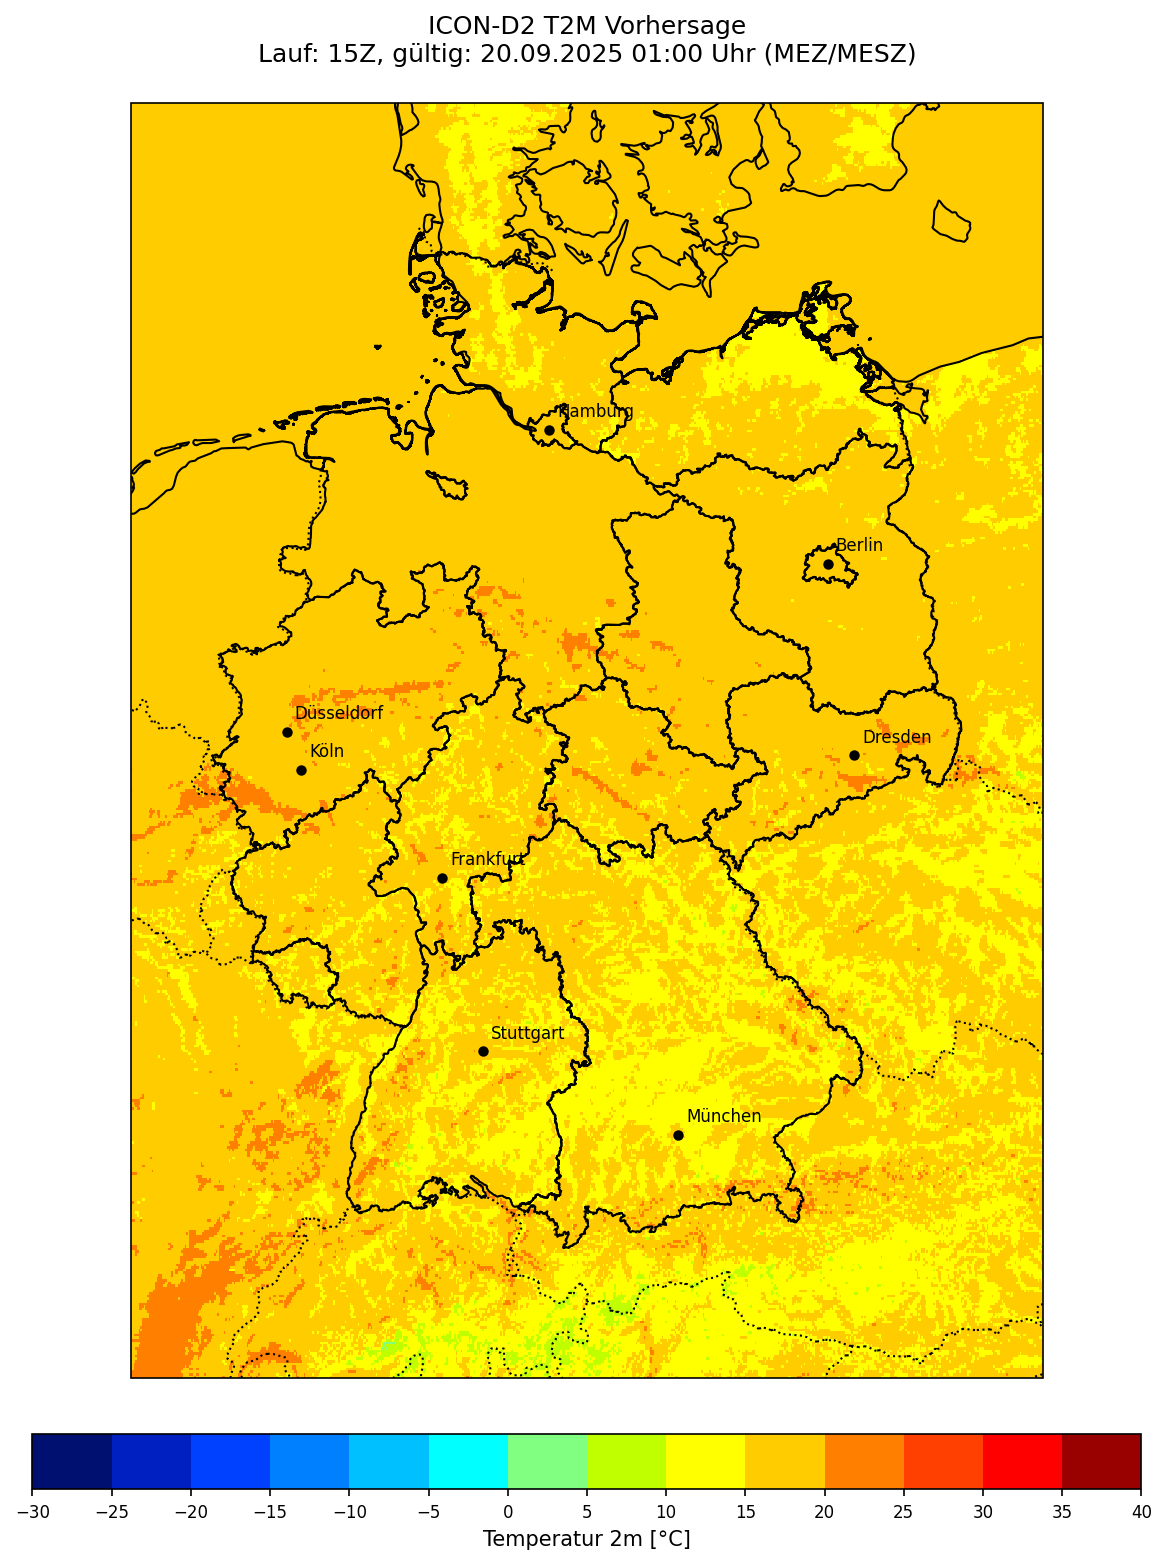 ICON-D2 T2M Vorhersage
Lauf: 15Z, gültig: 20.09.2025 01:00 Uhr (MEZ/MESZ)
Hamburg
Berlin
Düsseldorf
Dresden
Köln
Frankfurt
Stuttgart
München
−30 −25 −20 −15 −10 −5 0 5 10 15 20 25 30 35 40
Temperatur 2m [°C]